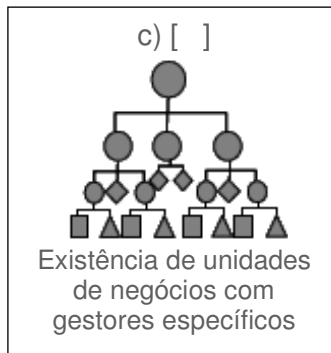 c) [ ]
Existência de unidades
de negócios com
gestores específicos